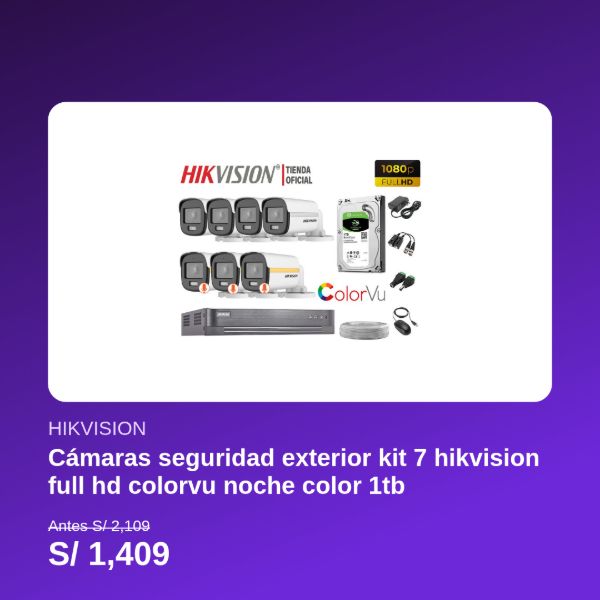 HIKVISION® TIENDA
OFICIAL
1080p
FULL HD
HIKVISION
ColorVu
HIKVISION
Cámaras seguridad exterior kit 7 hikvision
full hd colorvu noche color 1tb
Antes S/ 2,109
S/ 1,409